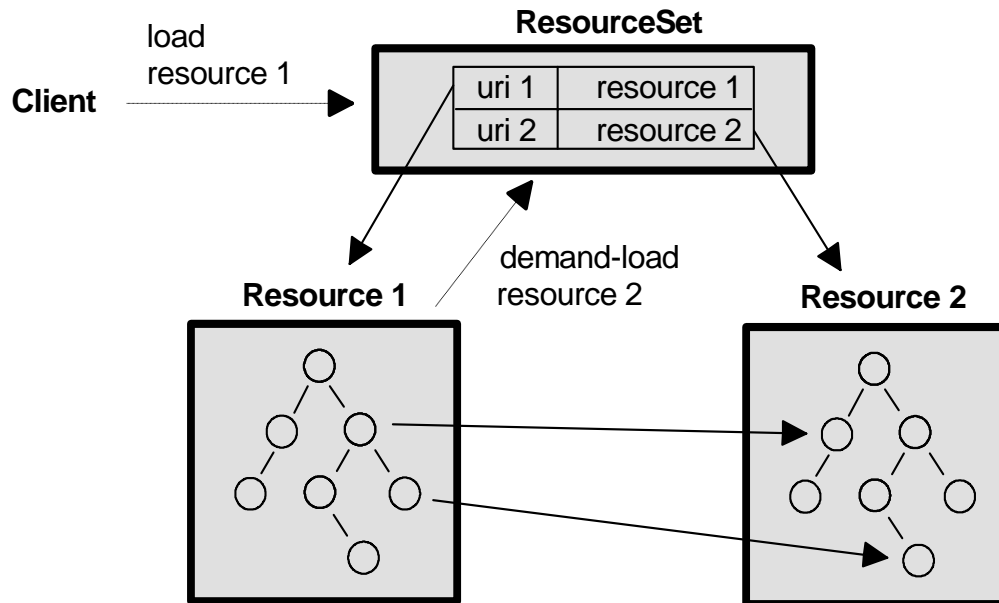 ResourceSet
load
resource 1
Client
uri 1 resource 1
uri 2 resource 2
demand-load
resource 2
Resource 1
Resource 2